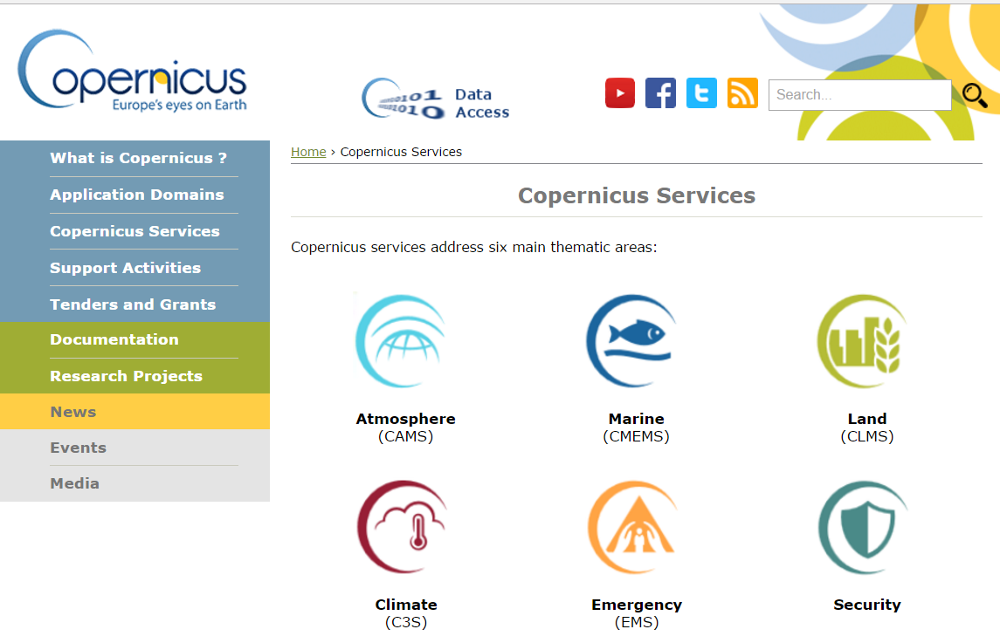 Copernicus
Europe's eyes on Earth
Data
Access
Search...
What is Copernicus ?
Application Domains
Copernicus Services
Support Activities
Tenders and Grants
Documentation
Research Projects
News
Events
Media
Home › Copernicus Services
Copernicus Services
Copernicus services address six main thematic areas:
Atmosphere
(CAMS)
Marine
(CMEMS)
Land
(CLMS)
Climate
(C3S)
Emergency
(EMS)
Security